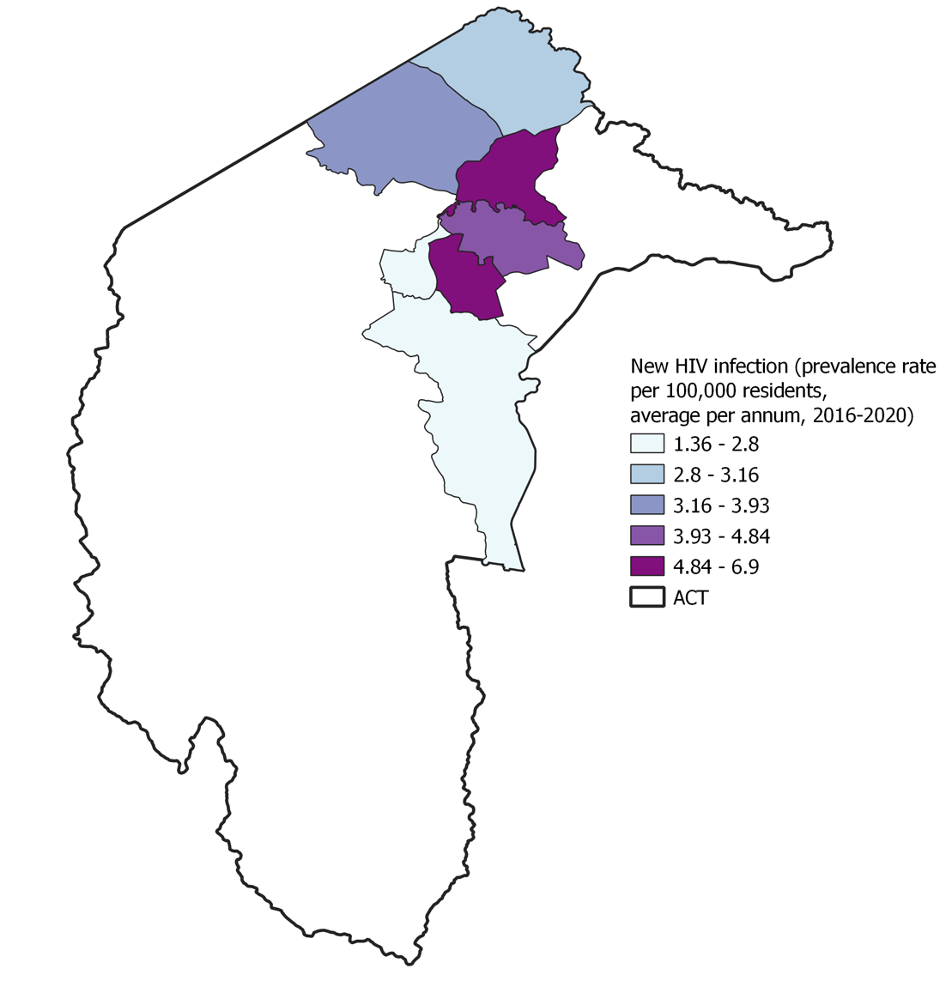 New HIV infection (prevalence rate
per 100,000 residents,
average per annum, 2016-2020)
1.36 - 2.8
2.8 - 3.16
3.16 - 3.93
3.93 - 4.84
4.84 - 6.9
ACT